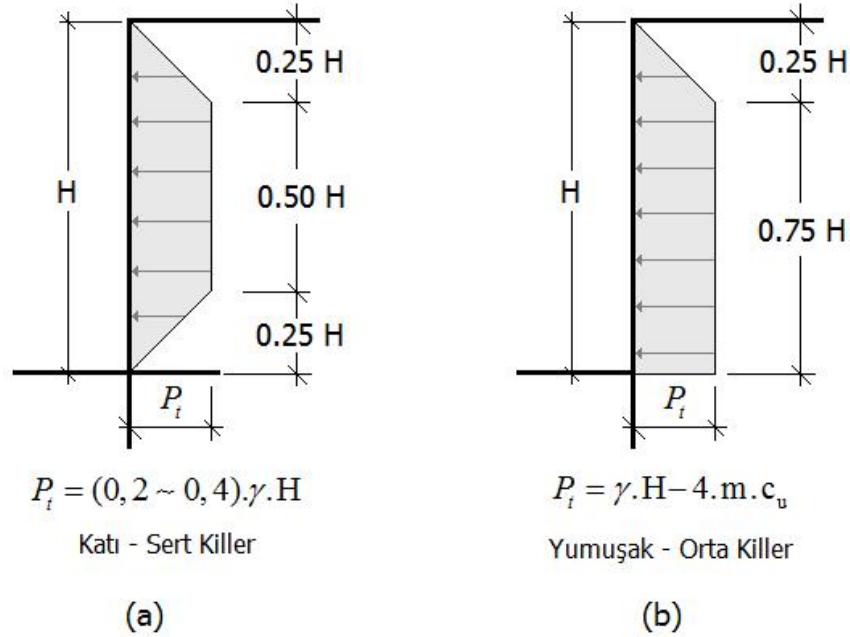 H
0.25 H
0.50 H
0.25 H
P_t
P_t = (0,2 ~ 0,4).γ.H
Katı - Sert Killer
(a)
H
0.25 H
0.75 H
P_t
P_t = γ.H− 4.m.c_u
Yumuşak - Orta Killer
(b)